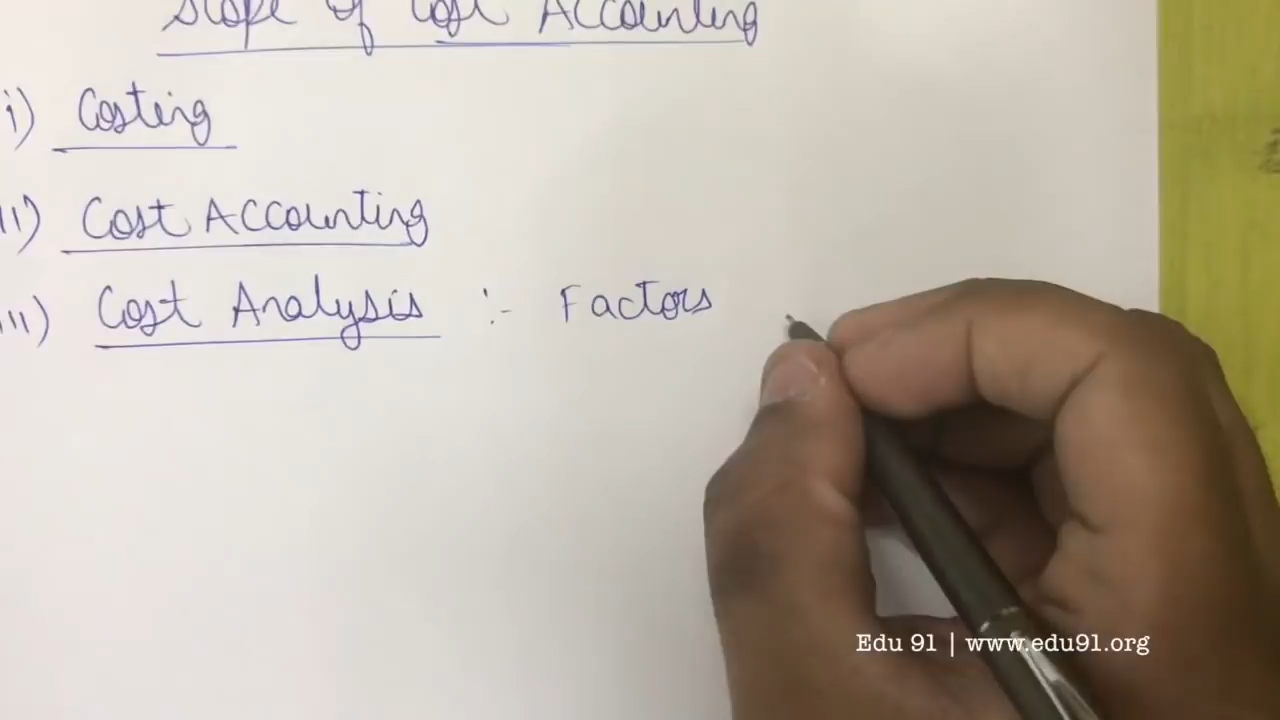 Scope of Cost Accounting
i) Costing
ii) Cost Accounting
iii) Cost Analysis :- Factors
Edu 91 | www.edu91.org